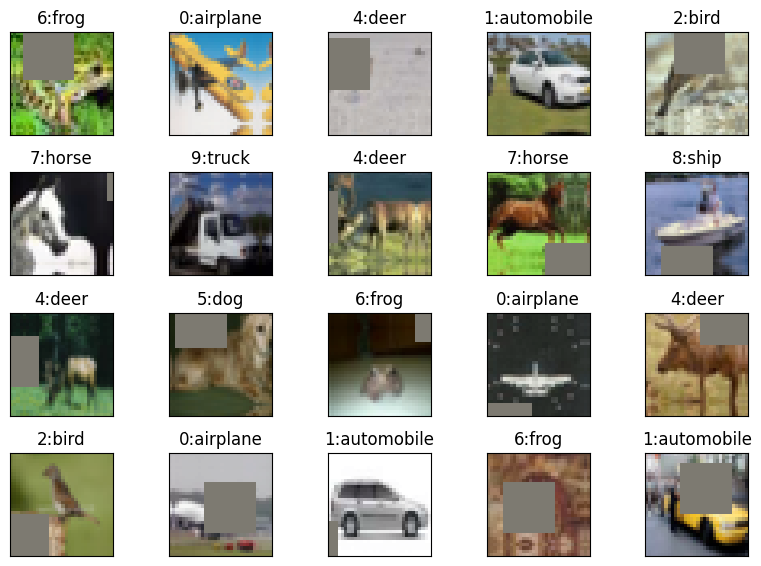 6:frog 0:airplane 4:deer 1:automobile 2:bird
7:horse 9:truck 4:deer 7:horse 8:ship
4:deer 5:dog 6:frog 0:airplane 4:deer
2:bird 0:airplane 1:automobile 6:frog 1:automobile